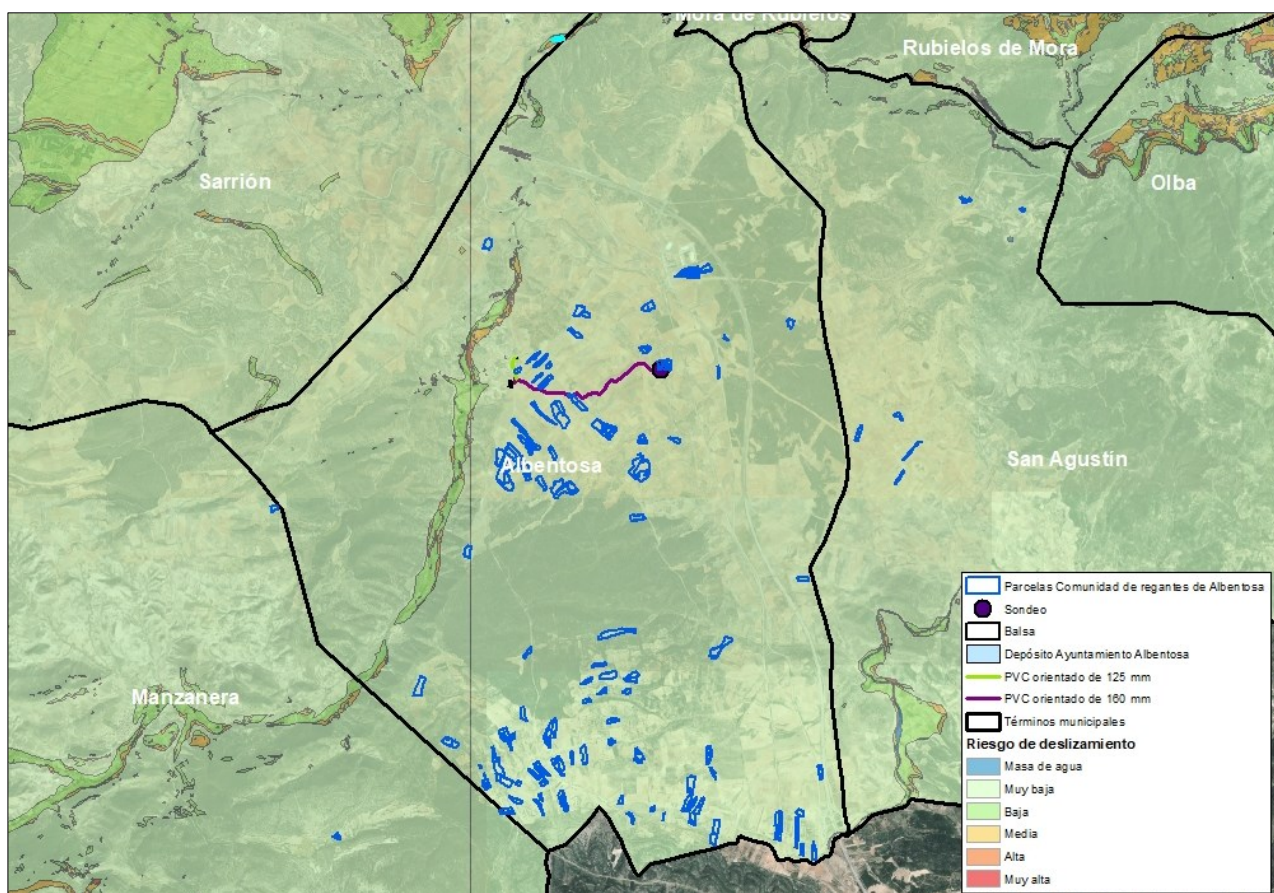 Mora de Rubielos
Rubielos de Mora
Sarrión
Olba
Albentosa
San Agustín
Manzanera
Parcelas Comunidad de regantes de Albentosa
Sondeo
Balsa
Depósito Ayuntamiento Albentosa
PVC orientado de 125 mm
PVC orientado de 160 mm
Términos municipales
Riesgo de deslizamiento
Masa de agua
Muy baja
Baja
Media
Alta
Muy alta